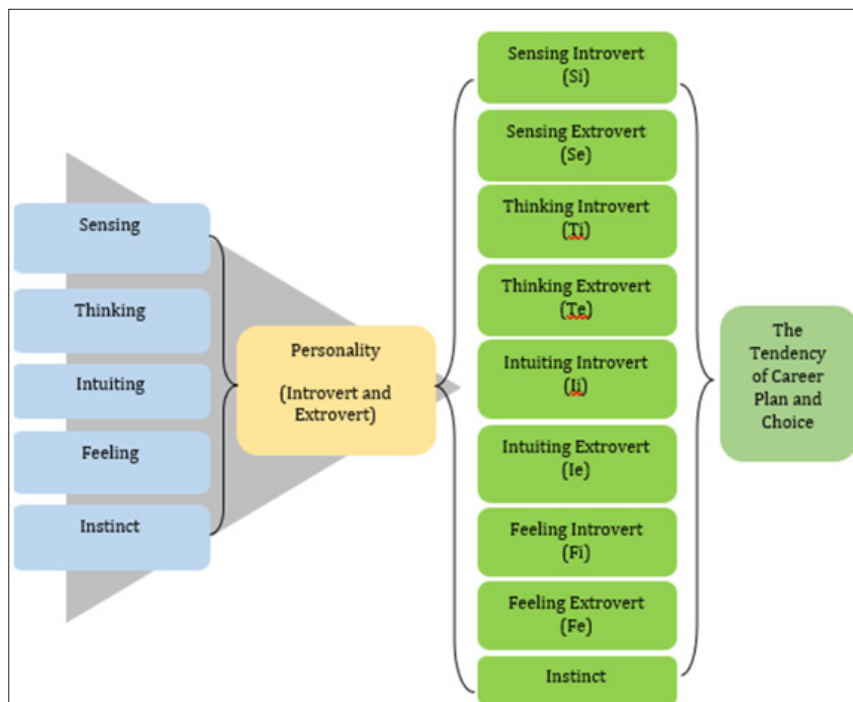 Sensing
Thinking
Intuiting
Feeling
Instinct
Personality
(Introvert and
Extrovert)
Sensing Introvert
(Si)
Sensing Extrovert
(Se)
Thinking Introvert
(Ti)
Thinking Extrovert
(Te)
Intuiting Introvert
(Ii)
Intuiting Extrovert
(Ie)
Feeling Introvert
(Fi)
Feeling Extrovert
(Fe)
Instinct
The
Tendency
of Career
Plan and
Choice